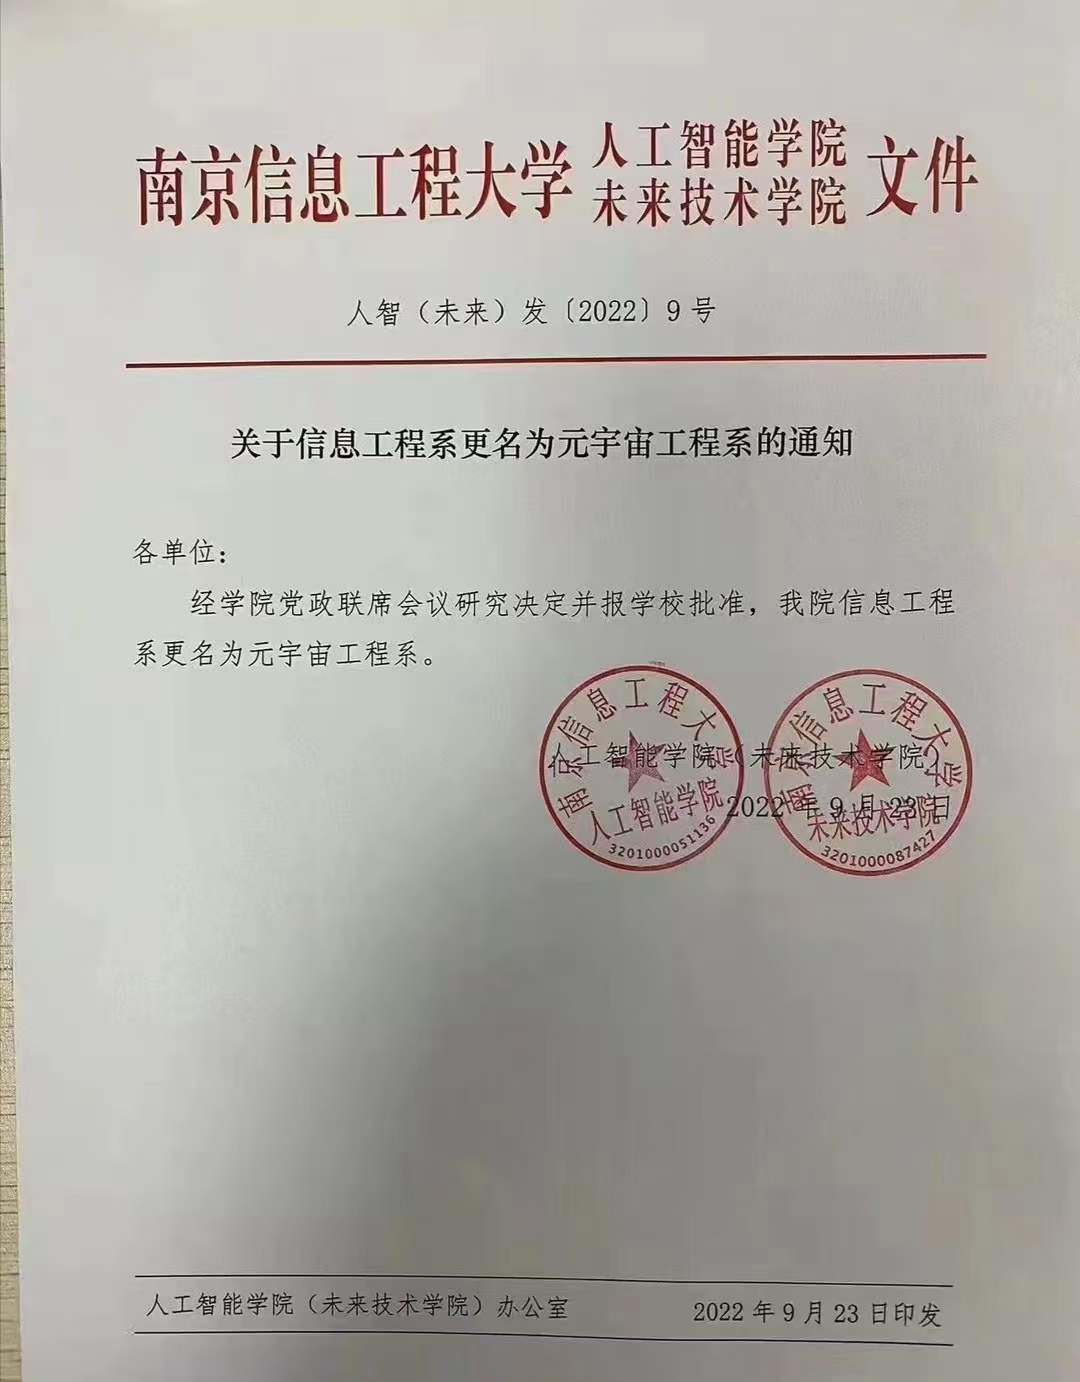 南京信息工程大学 人工智能学院 文件
未来技术学院
人智（未来）发〔2022〕9号
关于信息工程系更名为元宇宙工程系的通知
各单位：
经学院党政联席会议研究决定并报学校批准，我院信息工程
系更名为元宇宙工程系。
人工智能学院（未来技术学院）
2022年9月23日
南京信息工程大学
人工智能学院
3201000051136
南京信息工程大学
未来技术学院
3201000087427
人工智能学院（未来技术学院）办公室 2022年9月23日印发